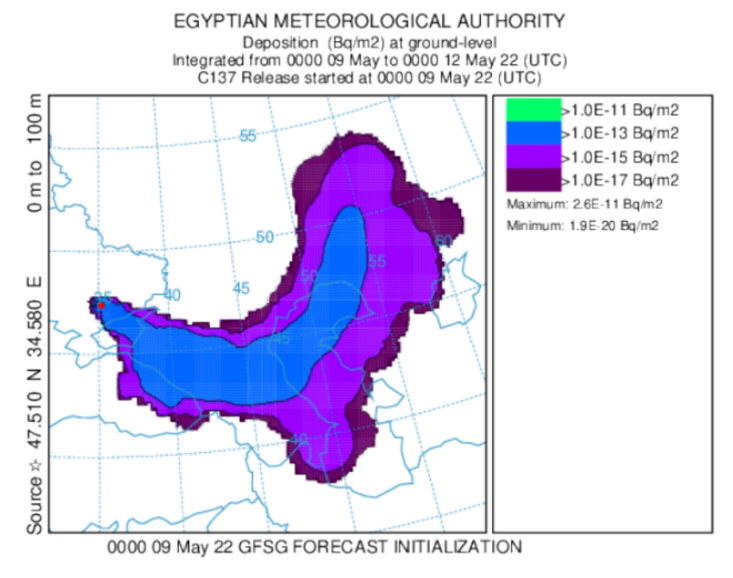 EGYPTIAN METEOROLOGICAL AUTHORITY
Deposition (Bq/m2) at ground-level
Integrated from 0000 09 May to 0000 12 May 22 (UTC)
C137 Release started at 0000 09 May 22 (UTC)
Source ☆ 47.510 N 34.580 E 0 m to 100 m
>1.0E-11 Bq/m2
>1.0E-13 Bq/m2
>1.0E-15 Bq/m2
>1.0E-17 Bq/m2
Maximum: 2.6E-11 Bq/m2
Minimum: 1.9E-20 Bq/m2
55
50
60
55
50
35
40
45
45
40
0000 09 May 22 GFSG FORECAST INITIALIZATION